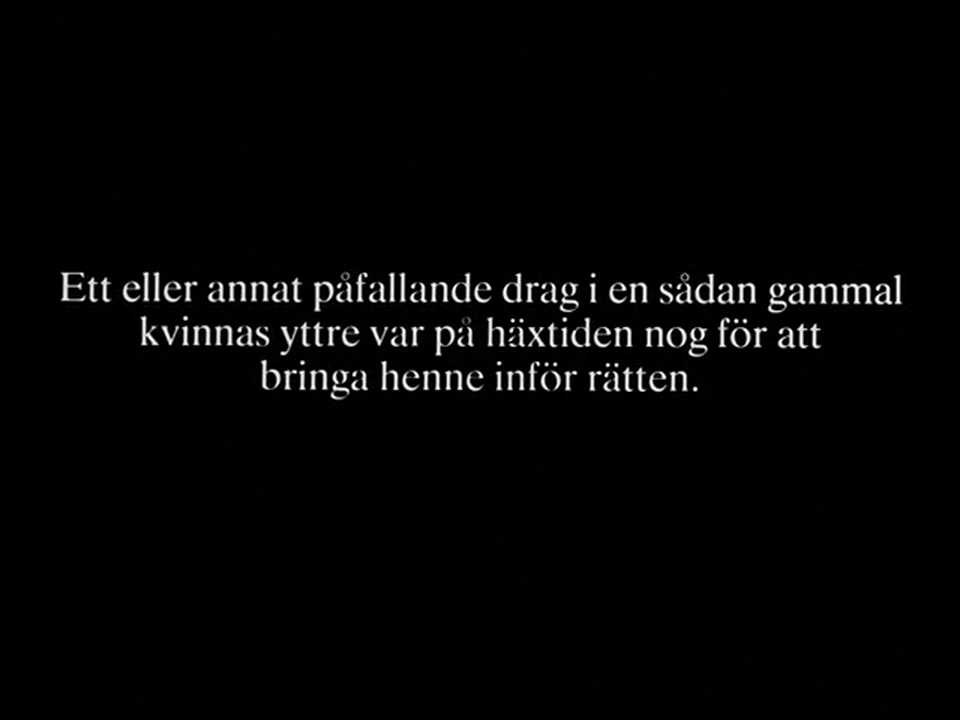 Ett eller annat påfallande drag i en sådan gammal
kvinnas yttre var på häxtiden nog för att
bringa henne inför rätten.